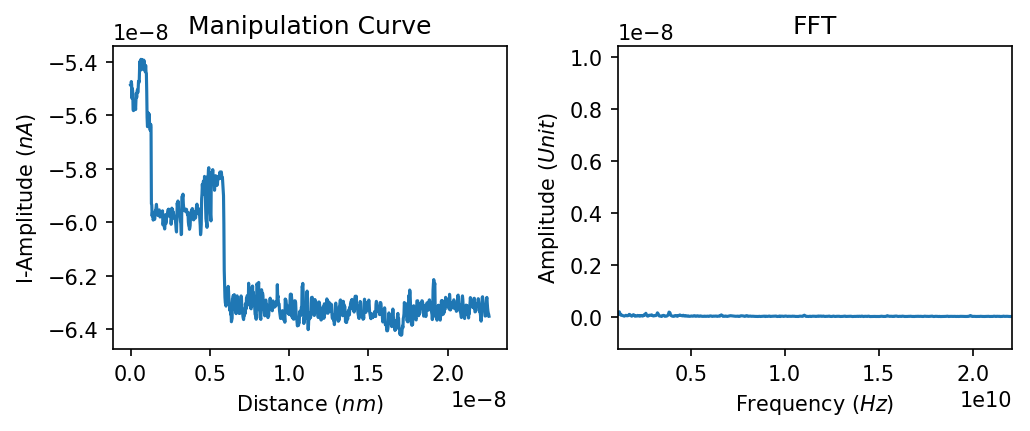 Manipulation Curve
1e−8
−5.4
−5.6
−5.8
−6.0
−6.2
−6.4
I-Amplitude (nA)
0.0 0.5 1.0 1.5 2.0
1e−8
Distance (nm)
FFT
1e−8
1.0
0.8
0.6
0.4
0.2
0.0
Amplitude (Unit)
0.5 1.0 1.5 2.0
1e10
Frequency (Hz)